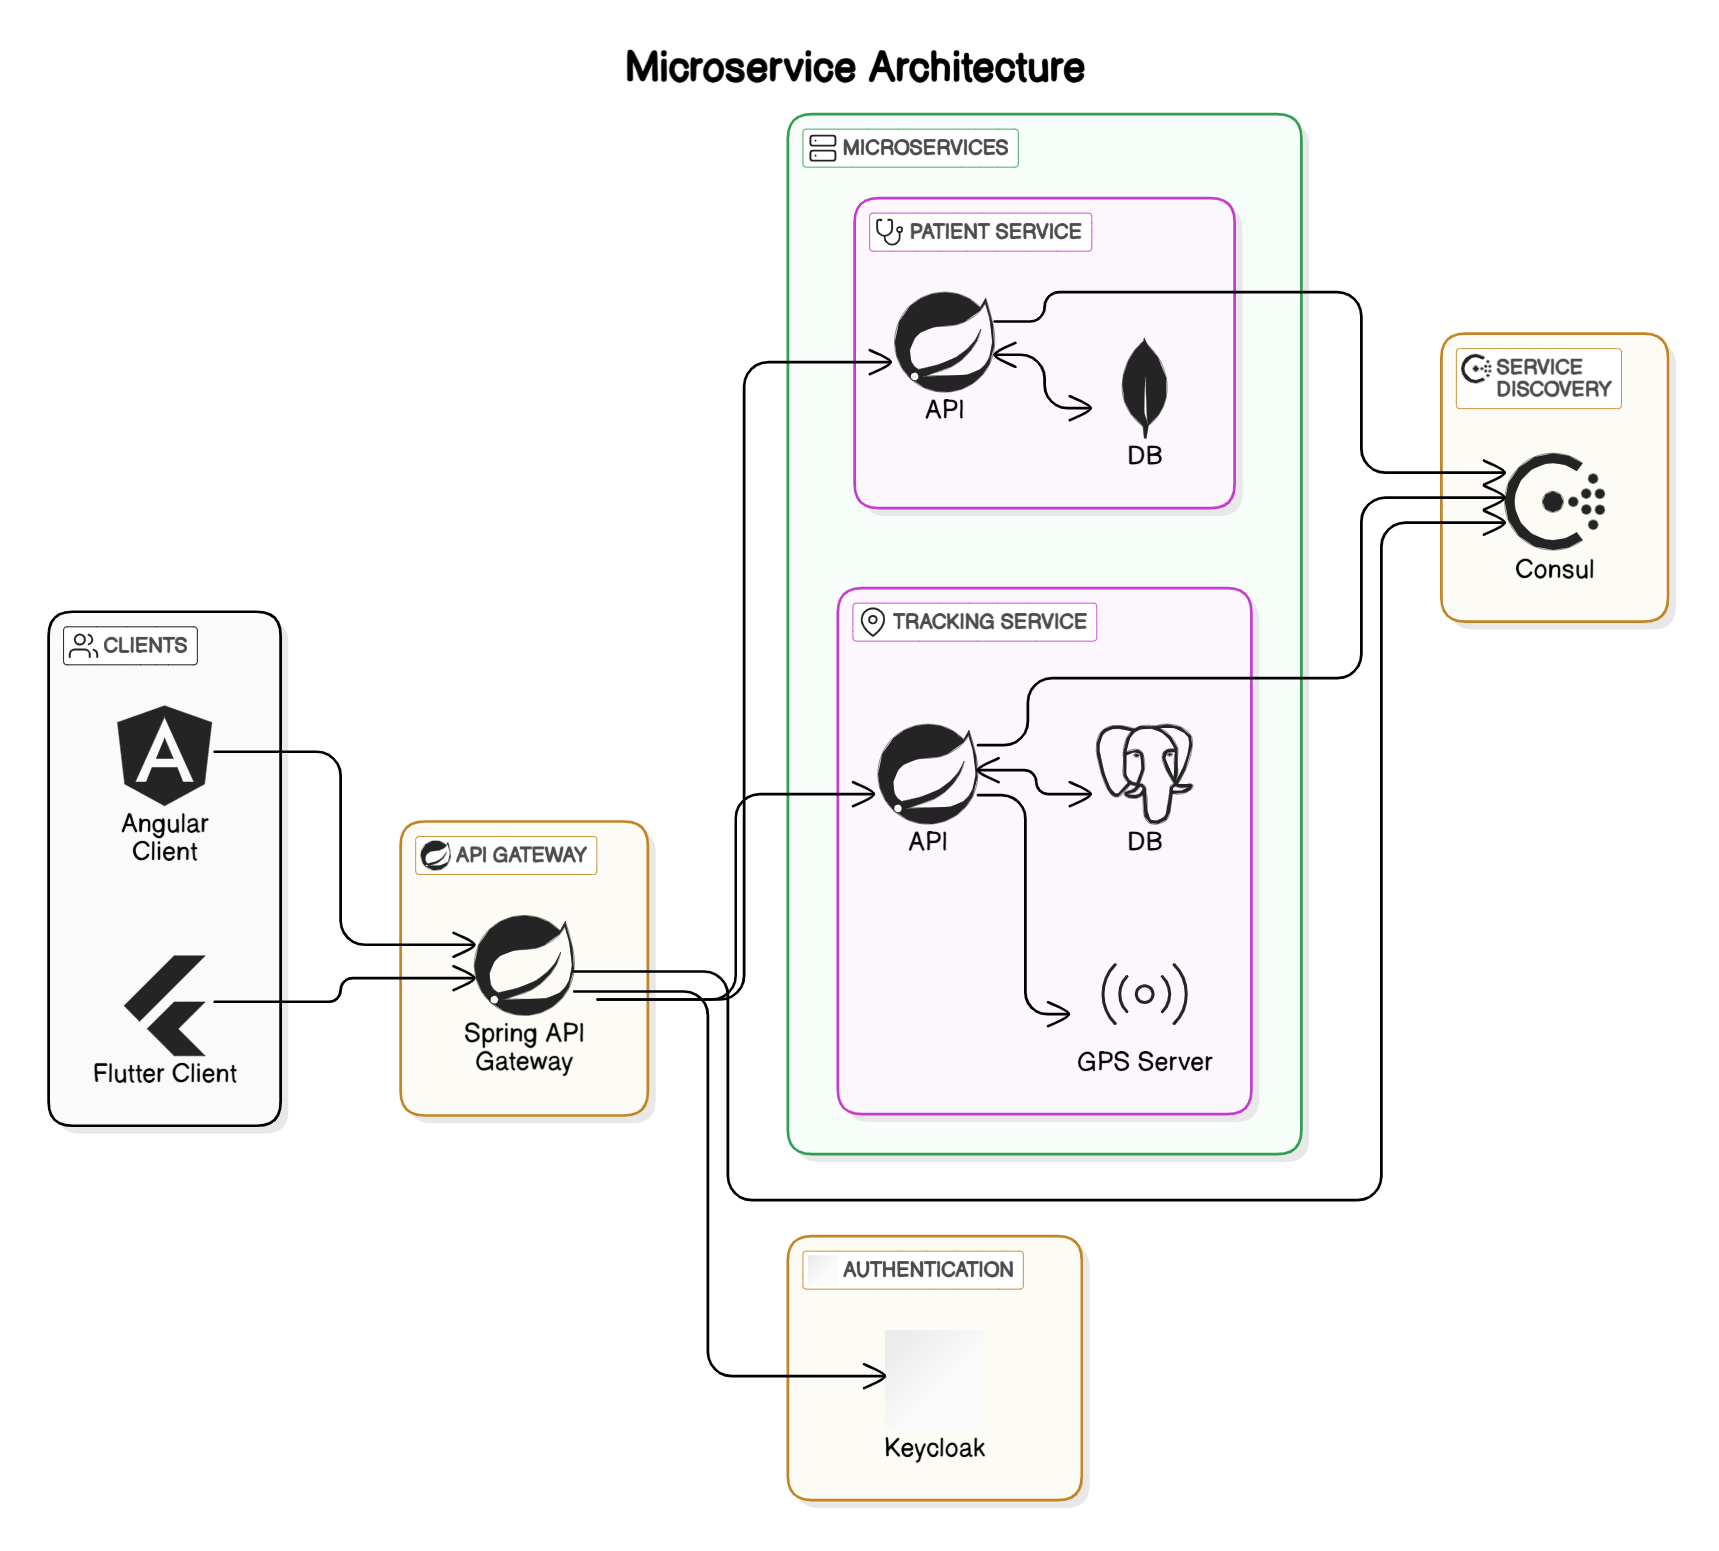 Microservice Architecture
MICROSERVICES
PATIENT SERVICE
API
DB
SERVICE
DISCOVERY
Consul
TRACKING SERVICE
API
DB
GPS Server
CLIENTS
Angular
Client
Flutter Client
API GATEWAY
Spring API
Gateway
AUTHENTICATION
Keycloak